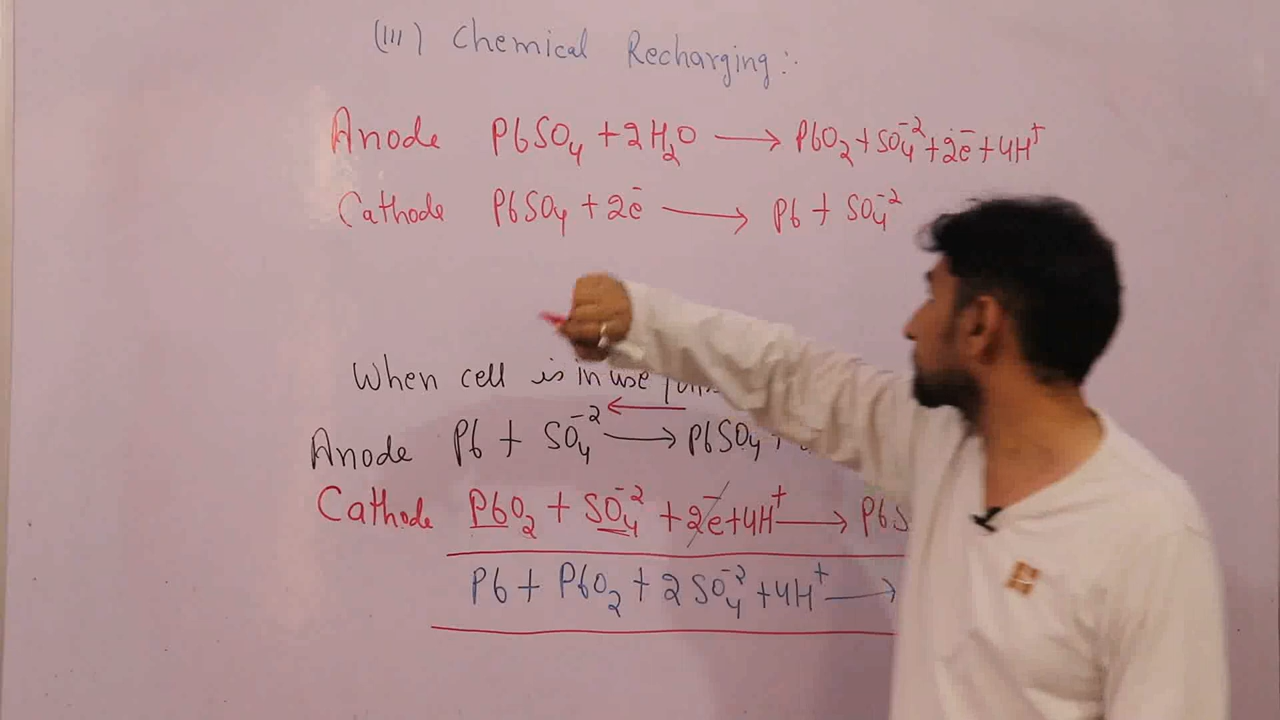 (III) Chemical Recharging:-
Anode PbSO₄ + 2H₂O ⟶ PbO₂ + SO₄⁻² + 2e⁻ + 4H⁺
Cathode PbSO₄ + 2e⁻ ⟶ Pb + SO₄⁻²
When cell is in use
Anode Pb + SO₄⁻² ⟶ PbSO₄ +
Cathode PbO₂ + SO₄⁻² + 2e⁻ + 4H⁺ ⟶ PbS
Pb + PbO₂ + 2SO₄⁻² + 4H⁺ ⟶